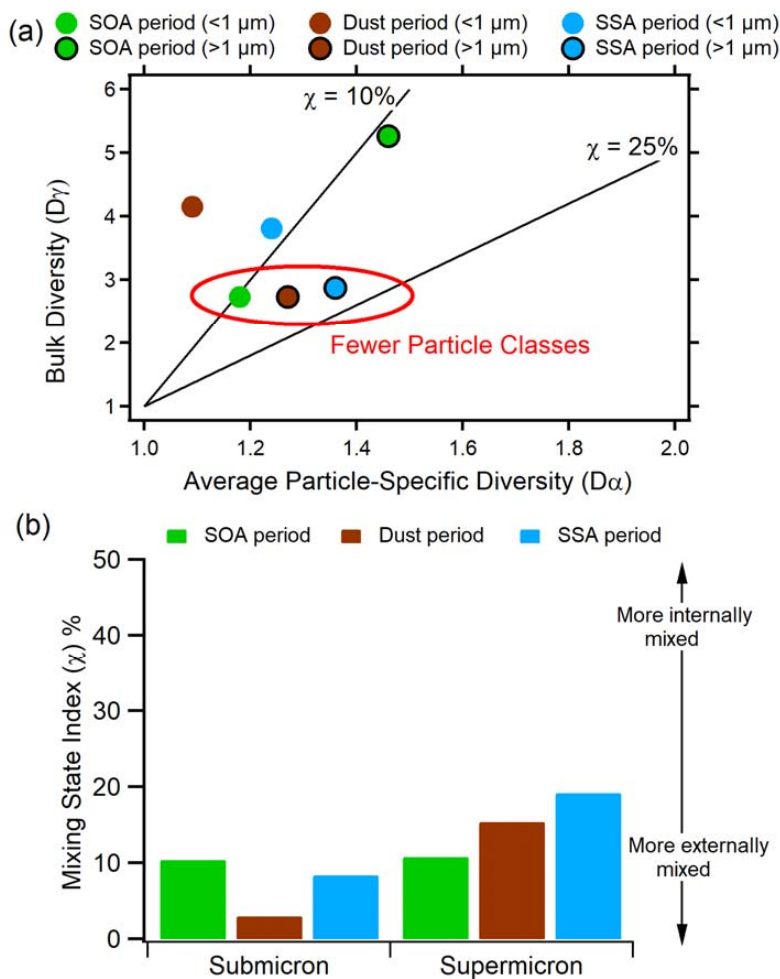 (a)
SOA period (<1 µm) Dust period (<1 µm) SSA period (<1 µm)
SOA period (>1 µm) Dust period (>1 µm) SSA period (>1 µm)
6
5
4
3
2
1
Bulk Diversity (Dγ)
χ = 10%
χ = 25%
Fewer Particle Classes
1.0 1.2 1.4 1.6 1.8 2.0
Average Particle-Specific Diversity (Dα)
(b)
SOA period Dust period SSA period
50
40
30
20
10
0
Mixing State Index (χ) %
More internally
mixed
More externally
mixed
Submicron Supermicron